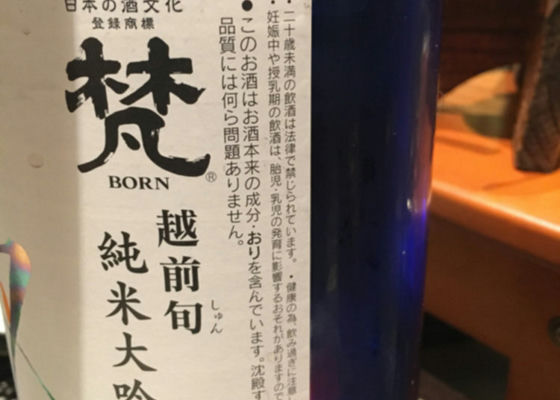 日本の酒文化
登録商標
梵
BORN
®
・二十歳未満の飲酒は法律で禁じられています。・健康の為、飲み過ぎに注意
・妊娠中や授乳期の飲酒は、胎児・乳児の発育に影響するおそれがありますので
●このお酒はお酒本来の成分・おりを含んでいます。沈殿す
品質には何ら問題ありません。
越前旬
しゅん
純米大吟